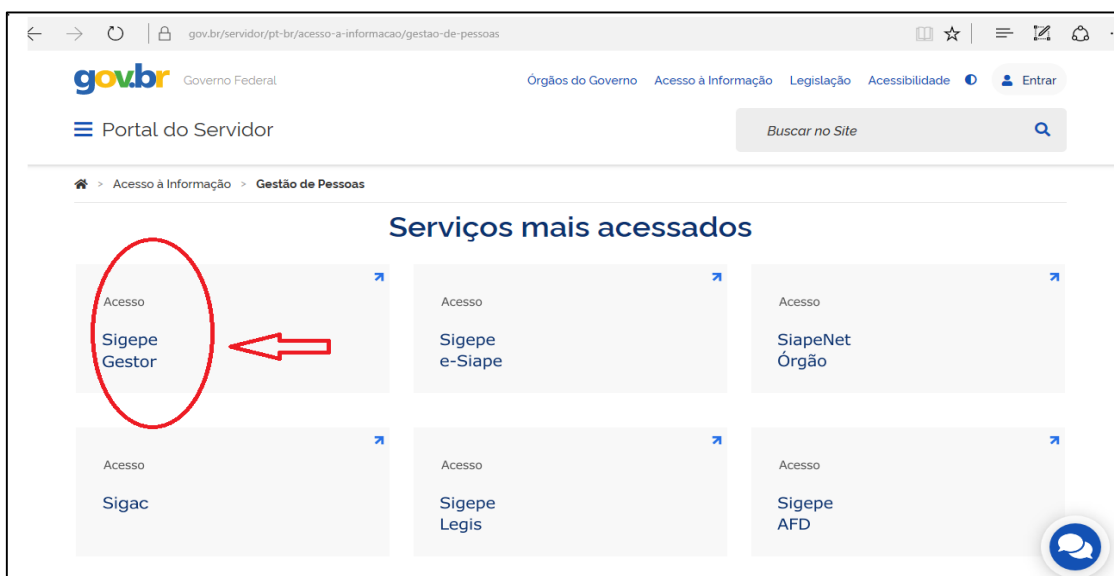 gov.br/servidor/pt-br/acesso-a-informacao/gestao-de-pessoas
gov.br Governo Federal Órgãos do Governo Acesso à Informação Legislação Acessibilidade Entrar
Portal do Servidor Buscar no Site
> Acesso à Informação > Gestão de Pessoas
Serviços mais acessados
Acesso
Sigepe
Gestor
Acesso
Sigepe
e-Siape
Acesso
SiapeNet
Órgão
Acesso
Sigac
Acesso
Sigepe
Legis
Acesso
Sigepe
AFD